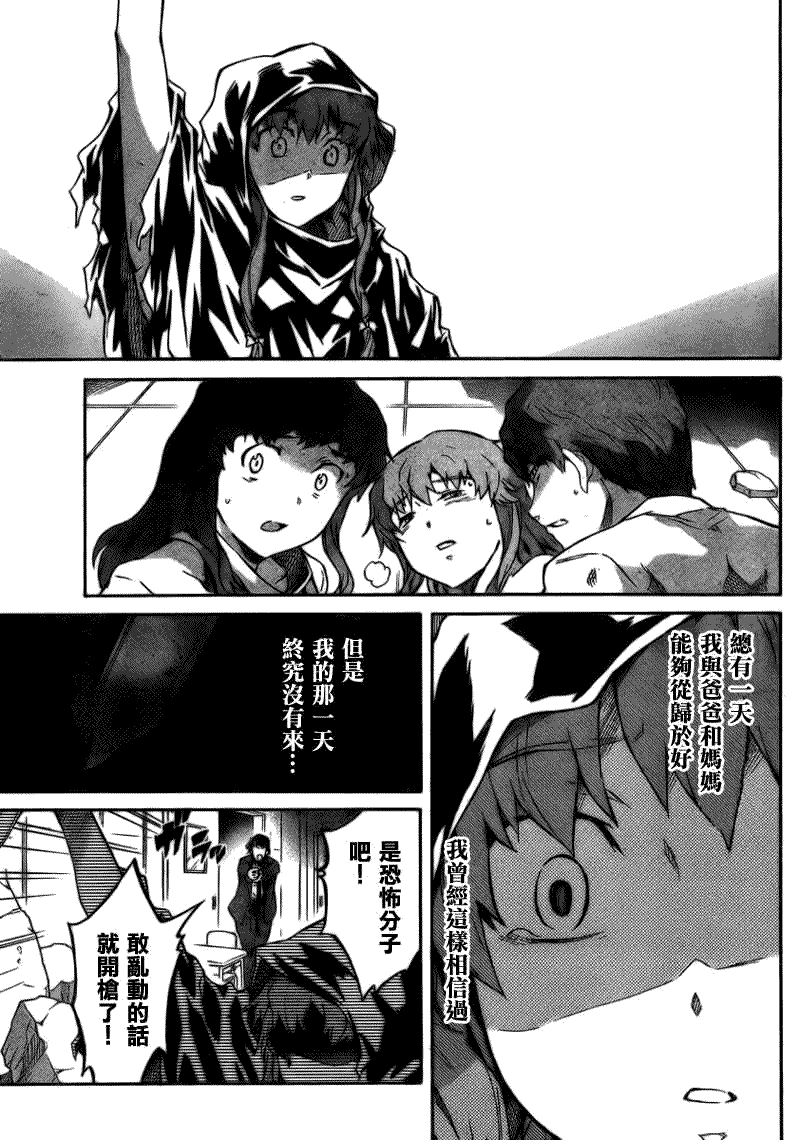 總有一天
我與爸爸和媽媽
能夠從歸於好
我曾經這樣相信過
但是
我的那一天
終究沒有來…
是恐怖分子
吧！
敢亂動的話
就開槍了！